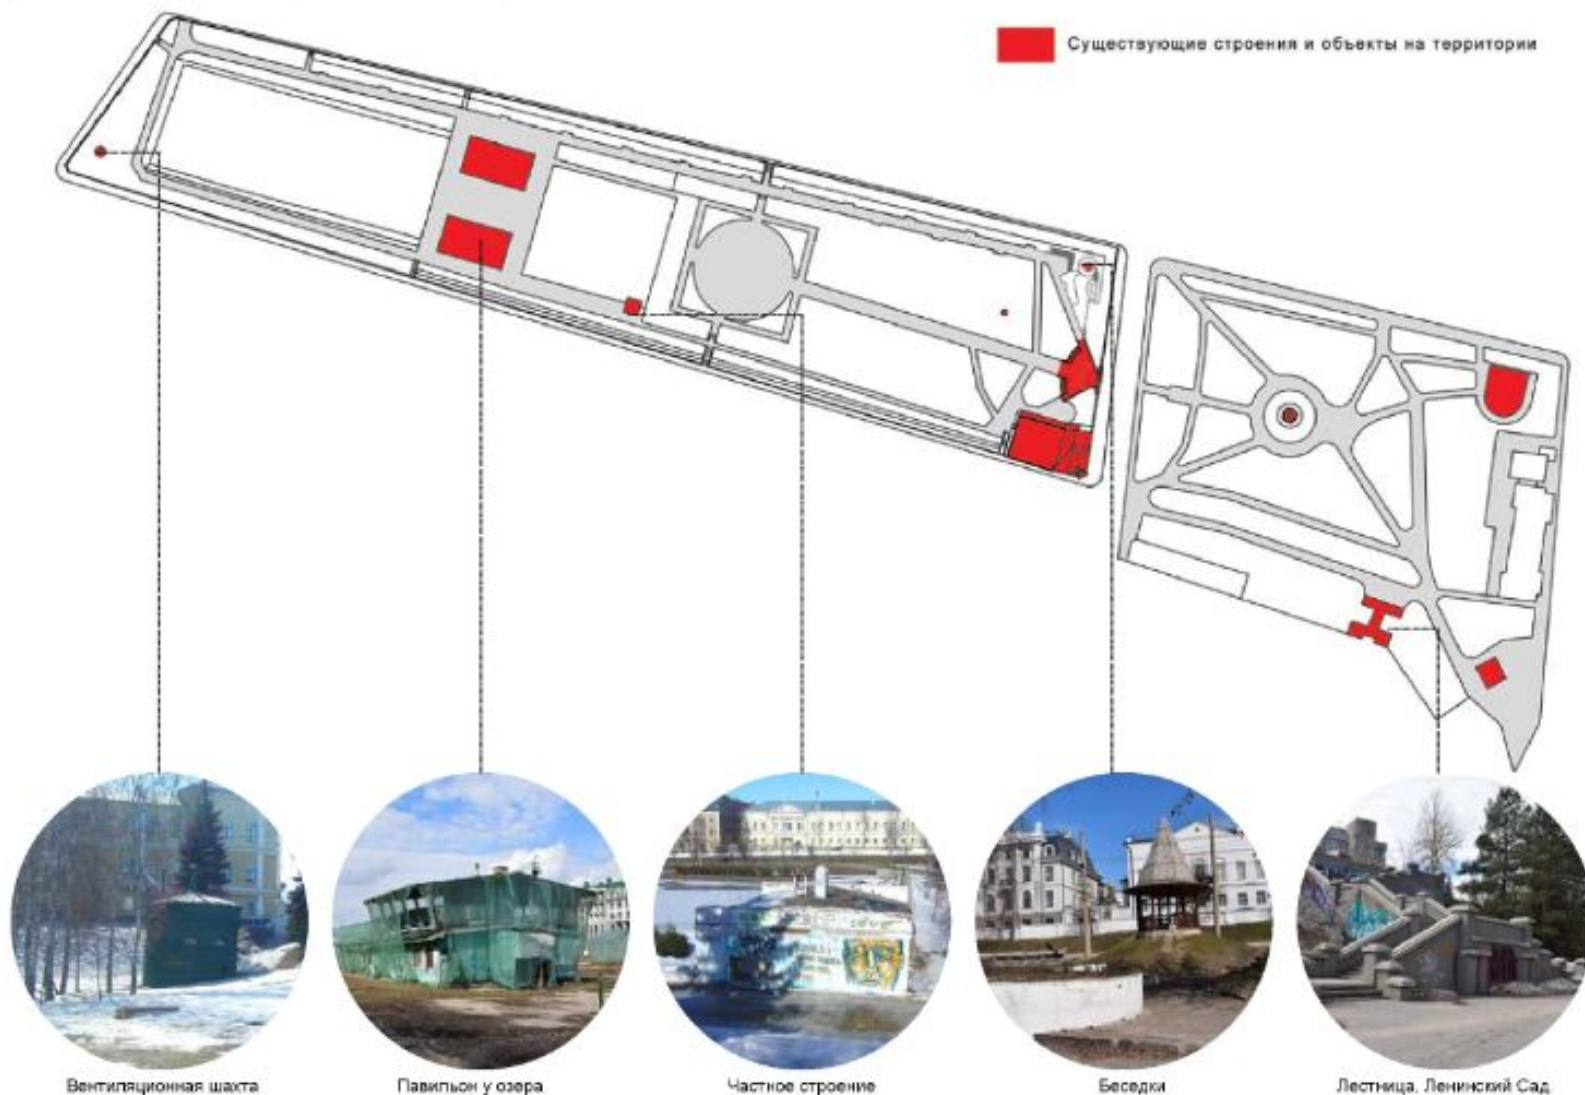 Существующие строения и объекты на территории
Вентиляционная шахта
Павильон у озера
Частное строение
Беседки
Лестница. Ленинский Сад